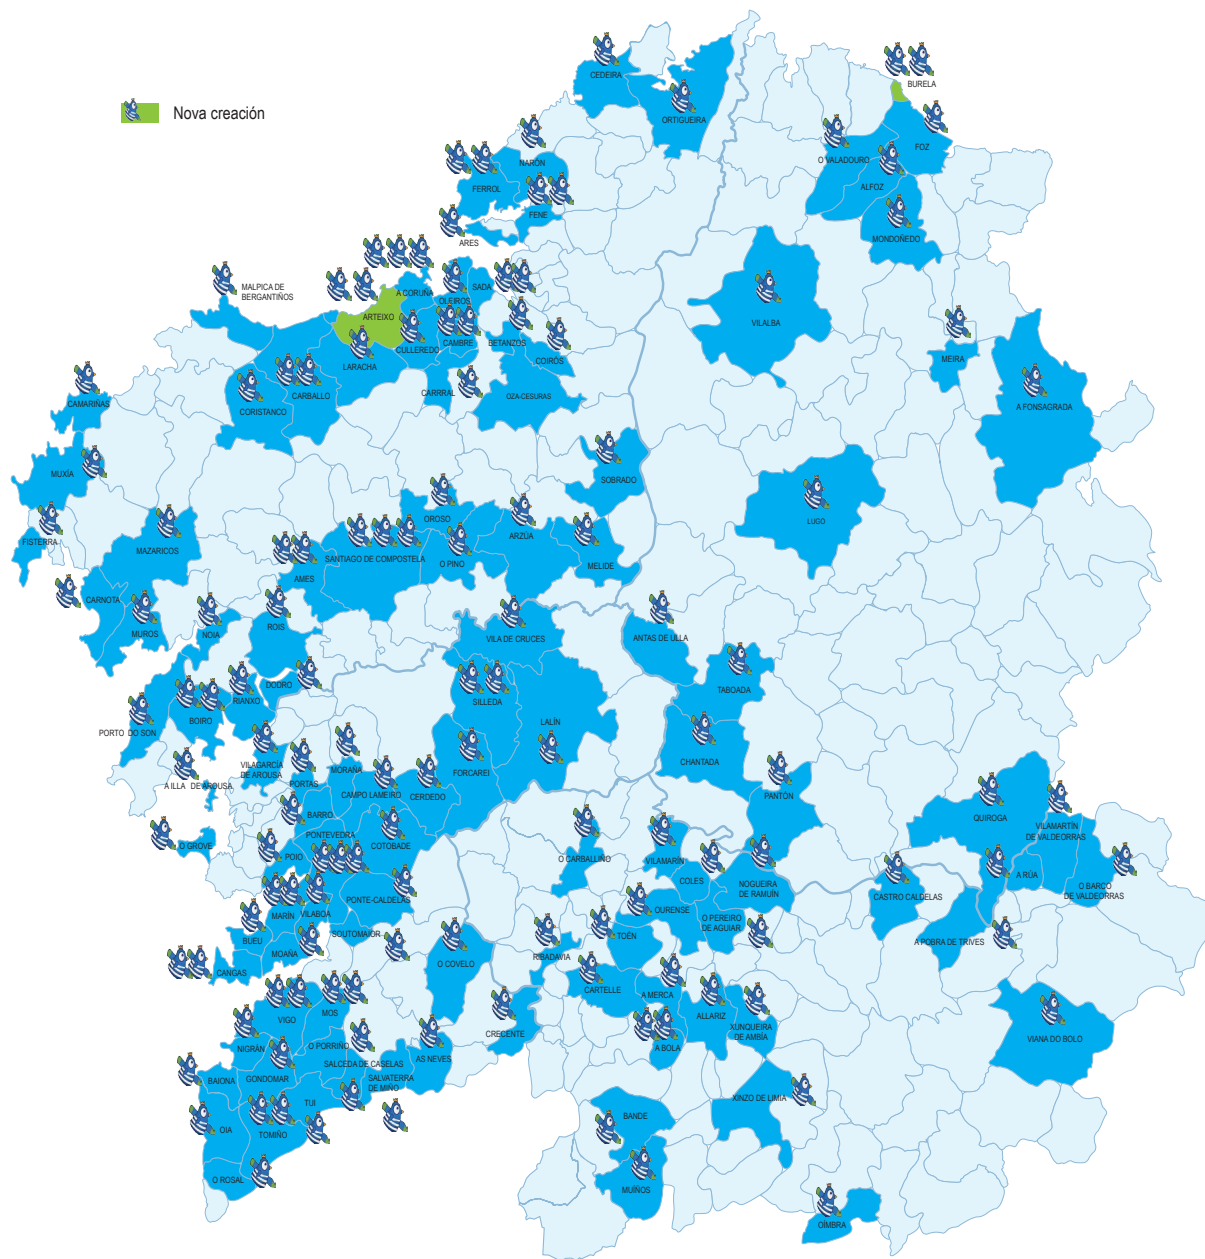 CEDEIRA
BURELA
Nova creación
ORTIGUEIRA
FOZ
NARÓN
O VALADOURO
FERROL
ALFOZ
FENE
MONDOÑEDO
ARES
MALPICA DE
BERGANTIÑOS
A CORUÑA
SADA
OLEIROS
ARTEIXO
VILALBA
CULLEREDO
CAMBRE
BETANZOS
COIRÓS
MEIRA
LARACHA
CARRRAL
OZA-CESURAS
CARBALLO
CORISTANCO
CAMARIÑAS
A FONSAGRADA
MUXÍA
SOBRADO
LUGO
OROSO
FISTERRA
MAZARICOS
SANTIAGO DE COMPOSTELA
ARZÚA
O PINO
MELIDE
AMES
CARNOTA
MUROS
NOIA
ROIS
VILA DE CRUCES
ANTAS DE ULLA
DODRO
TABOADA
RIANXO
SILLEDA
BOIRO
LALÍN
PORTO DO SON
VILAGARCÍA
DE AROUSA
MORAÑA
FORCAREI
CHANTADA
A ILLA DE AROUSA
PORTAS
CAMPO LAMEIRO
CERDEDO
PANTÓN
BARRO
QUIROGA
VILAMARTÍN
DE VALDEORRAS
PONTEVEDRA
COTOBADE
O GROVE
POIO
O CARBALLIÑO
VILAMARÍN
A RÚA
COLES
NOGUEIRA
DE RAMUÍN
O BARCO
DE VALDEORRAS
CASTRO CALDELAS
PONTE-CALDELAS
MARÍN
VILABOA
OURENSE
O PEREIRO
DE AGUIAR
SOUTOMAIOR
BUEU
MOAÑA
TOÉN
A POBRA DE TRIVES
RIBADAVIA
O COVELO
CANGAS
CARTELLE
A MERCA
MOS
VIGO
ALLARIZ
XUNQUEIRA
DE AMBÍA
CRECENTE
A BOLA
VIANA DO BOLO
NIGRÁN
O PORRIÑO
AS NEVES
SALCEDA DE CASELAS
BAIONA
GONDOMAR
SALVATERRA
DE MIÑO
XINZO DE LIMIA
TUI
BANDE
OIA
TOMIÑO
O ROSAL
MUÍÑOS
OÍMBRA